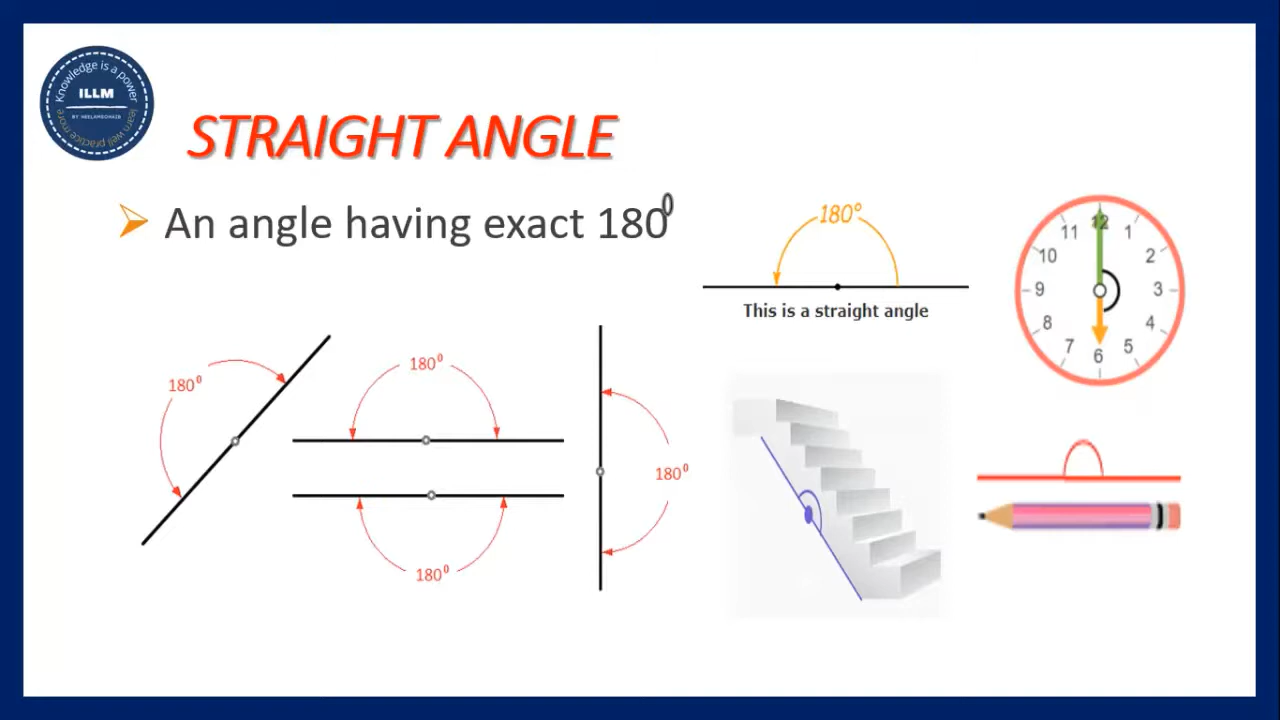 Knowledge is a power
ILLM
BY NEELAMSOHAIB
learn well practice more
STRAIGHT ANGLE
An angle having exact 180⁰
180°
This is a straight angle
12
11 1
10 2
9 3
8 4
7 5
6
180⁰
180⁰
180⁰
180⁰